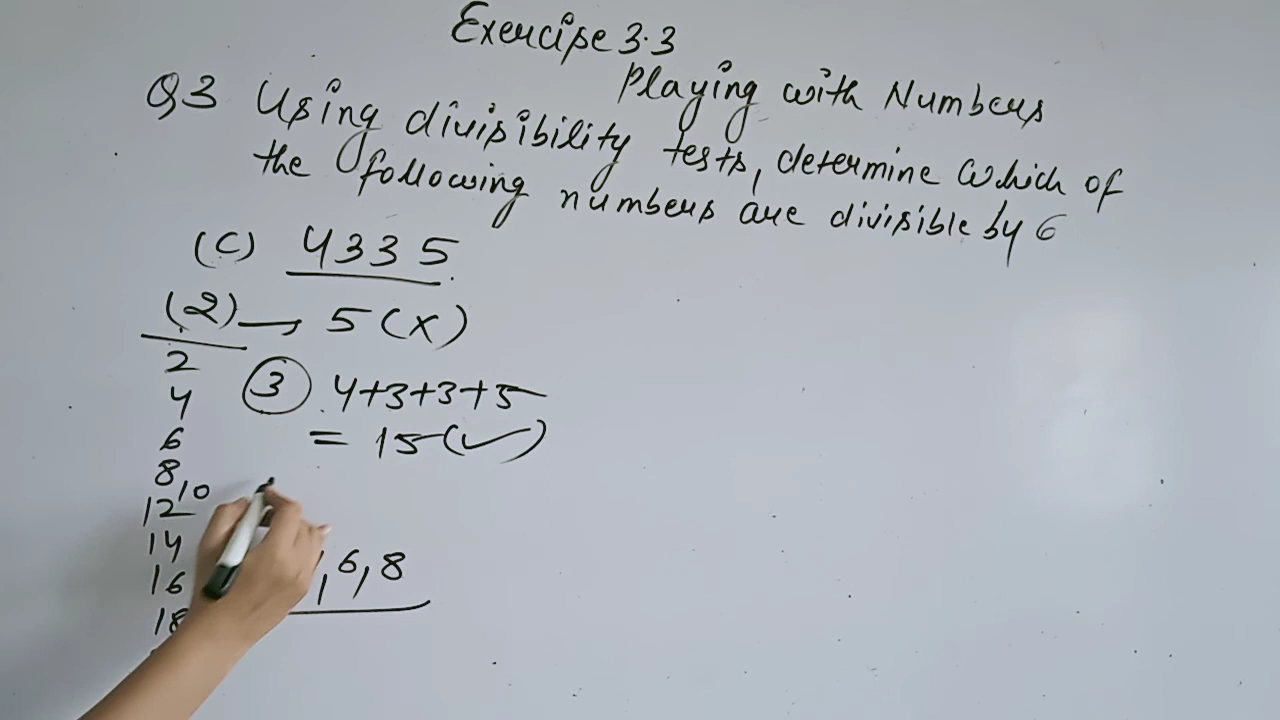 Exercise 3.3
Playing with Numbers
Q3 Using divisibility tests, determine which of
the following numbers are divisible by 6
(C) 4335
(2) → 5 (x)
2
4
6
8
10
12
14
16
18
③ 4+3+3+5
= 15 (✓)
, 6, 8